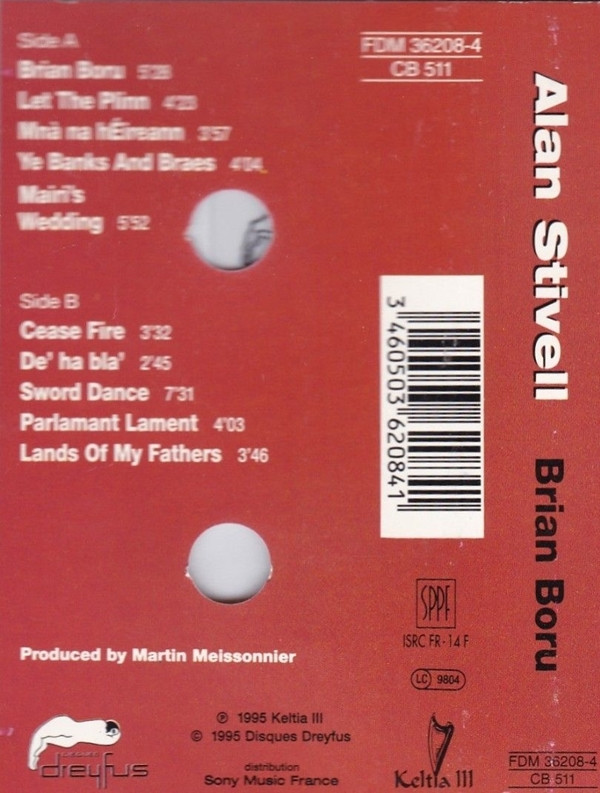 Side A
Brian Boru 5'28
Let The Plinn 4'23
Mná na hÉireann 3'57
Ye Banks And Braes 4'04
Mairi's
Wedding 5'52
Side B
Cease Fire 3'32
De' ha bla' 2'45
Sword Dance 7'31
Parlamant Lament 4'03
Lands Of My Fathers 3'46
Produced by Martin Meissonnier
dreyfus
℗ 1995 Keltia III
© 1995 Disques Dreyfus
distribution
Sony Music France
FDM 36208-4
CB 511
3 460503 620841
SPPF
ISRC FR-14 F
LC 9804
Keltia III
Alan Stivell Brian Boru
FDM 36208-4
CB 511